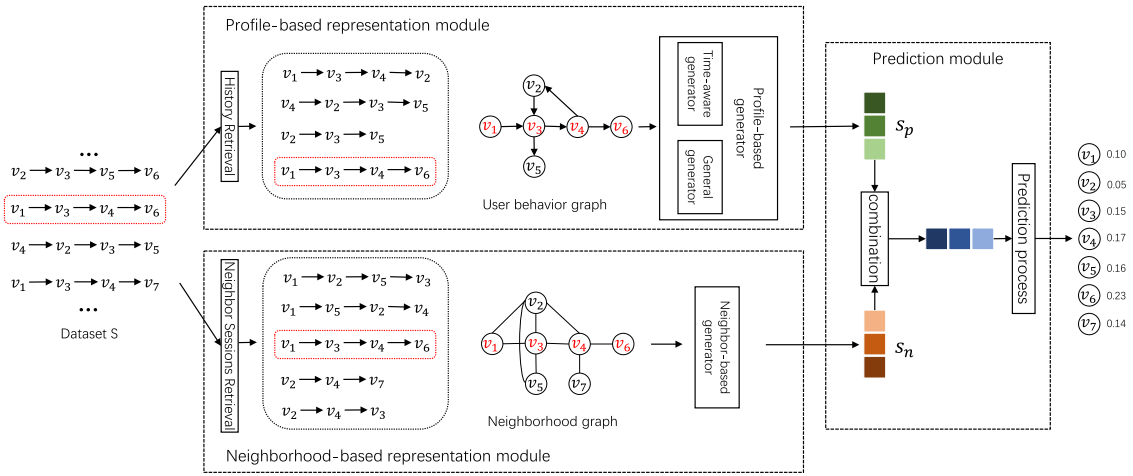 ...
v2 → v3 → v5 → v6
v1 → v3 → v4 → v6
v4 → v2 → v3 → v5
v1 → v3 → v4 → v7
...
Dataset S
Profile-based representation module
History Retrieval
v1 → v3 → v4 → v2
v4 → v2 → v3 → v5
v2 → v3 → v5
v1 → v3 → v4 → v6
v2
v1 v3 v4 v6
v5
User behavior graph
Time-aware
generator
General
generator
Profile-based
generator
Neighbor Sessions Retrieval
v1 → v2 → v5 → v3
v1 → v5 → v2 → v4
v1 → v3 → v4 → v6
v2 → v4 → v7
v2 → v4 → v3
v2
v1 v3 v4 v6
v5 v7
Neighborhood graph
Neighbor-based
generator
Neighborhood-based representation module
Prediction module
Sp
combination
Sn
Prediction process
v1 0.10
v2 0.05
v3 0.15
v4 0.17
v5 0.16
v6 0.23
v7 0.14